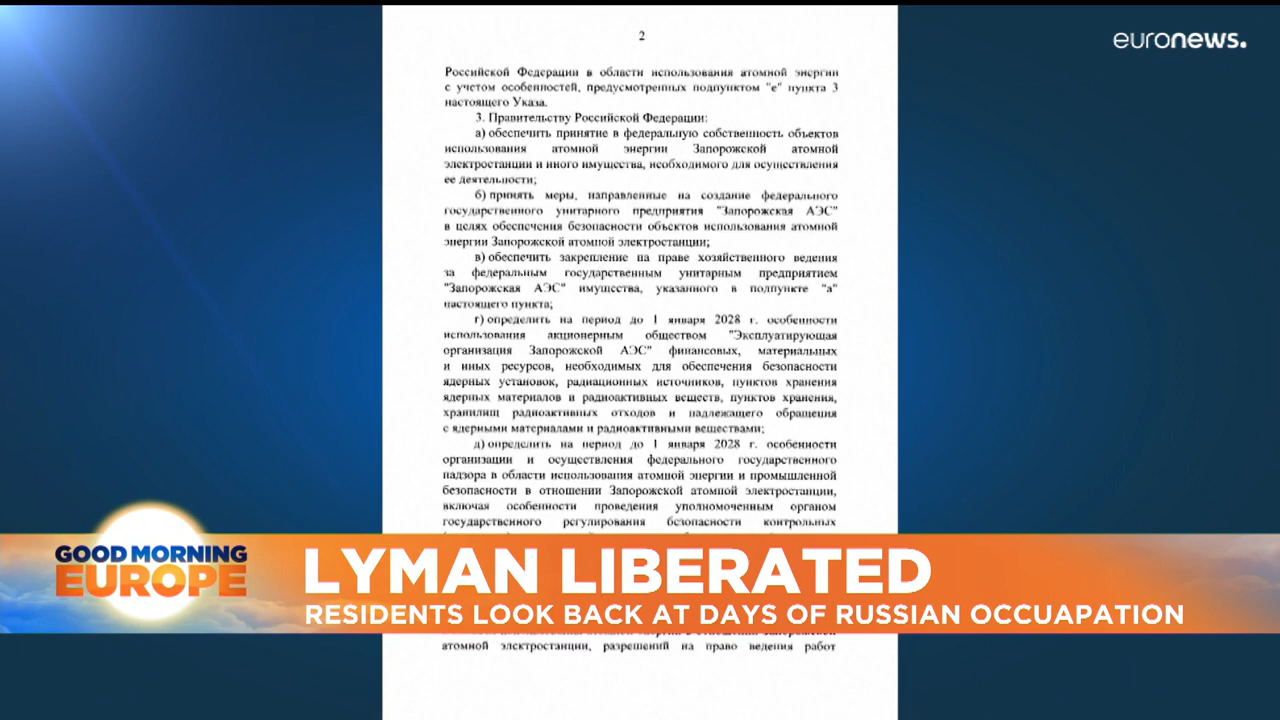 euronews.
2
Российской Федерации в области использования атомной энергии
с учетом особенностей, предусмотренных подпунктом "е" пункта 3
настоящего Указа.
3. Правительству Российской Федерации:
а) обеспечить принятие в федеральную собственность объектов
использования атомной энергии Запорожской атомной
электростанции и иного имущества, необходимого для осуществления
ее деятельности;
б) принять меры, направленные на создание федерального
государственного унитарного предприятия "Запорожская АЭС"
в целях обеспечения безопасности объектов использования атомной
энергии Запорожской атомной электростанции;
в) обеспечить закрепление на праве хозяйственного ведения
за федеральным государственным унитарным предприятием
"Запорожская АЭС" имущества, указанного в подпункте "а"
настоящего пункта;
г) определить на период до 1 января 2028 г. особенности
использования акционерным обществом "Эксплуатирующая
организация Запорожской АЭС" финансовых, материальных
и иных ресурсов, необходимых для обеспечения безопасности
ядерных установок, радиационных источников, пунктов хранения
ядерных материалов и радиоактивных веществ, пунктов хранения,
хранилищ радиоактивных отходов и надлежащего обращения
с ядерными материалами и радиоактивными веществами;
д) определить на период до 1 января 2028 г. особенности
организации и осуществления федерального государственного
надзора в области использования атомной энергии и промышленной
безопасности в отношении Запорожской атомной электростанции,
включая особенности проведения уполномоченным органом
государственного регулирования безопасности контрольных
GOOD MORNING
EUROPE
LYMAN LIBERATED
RESIDENTS LOOK BACK AT DAYS OF RUSSIAN OCCUAPATION
атомной электростанции, разрешений на право ведения работ